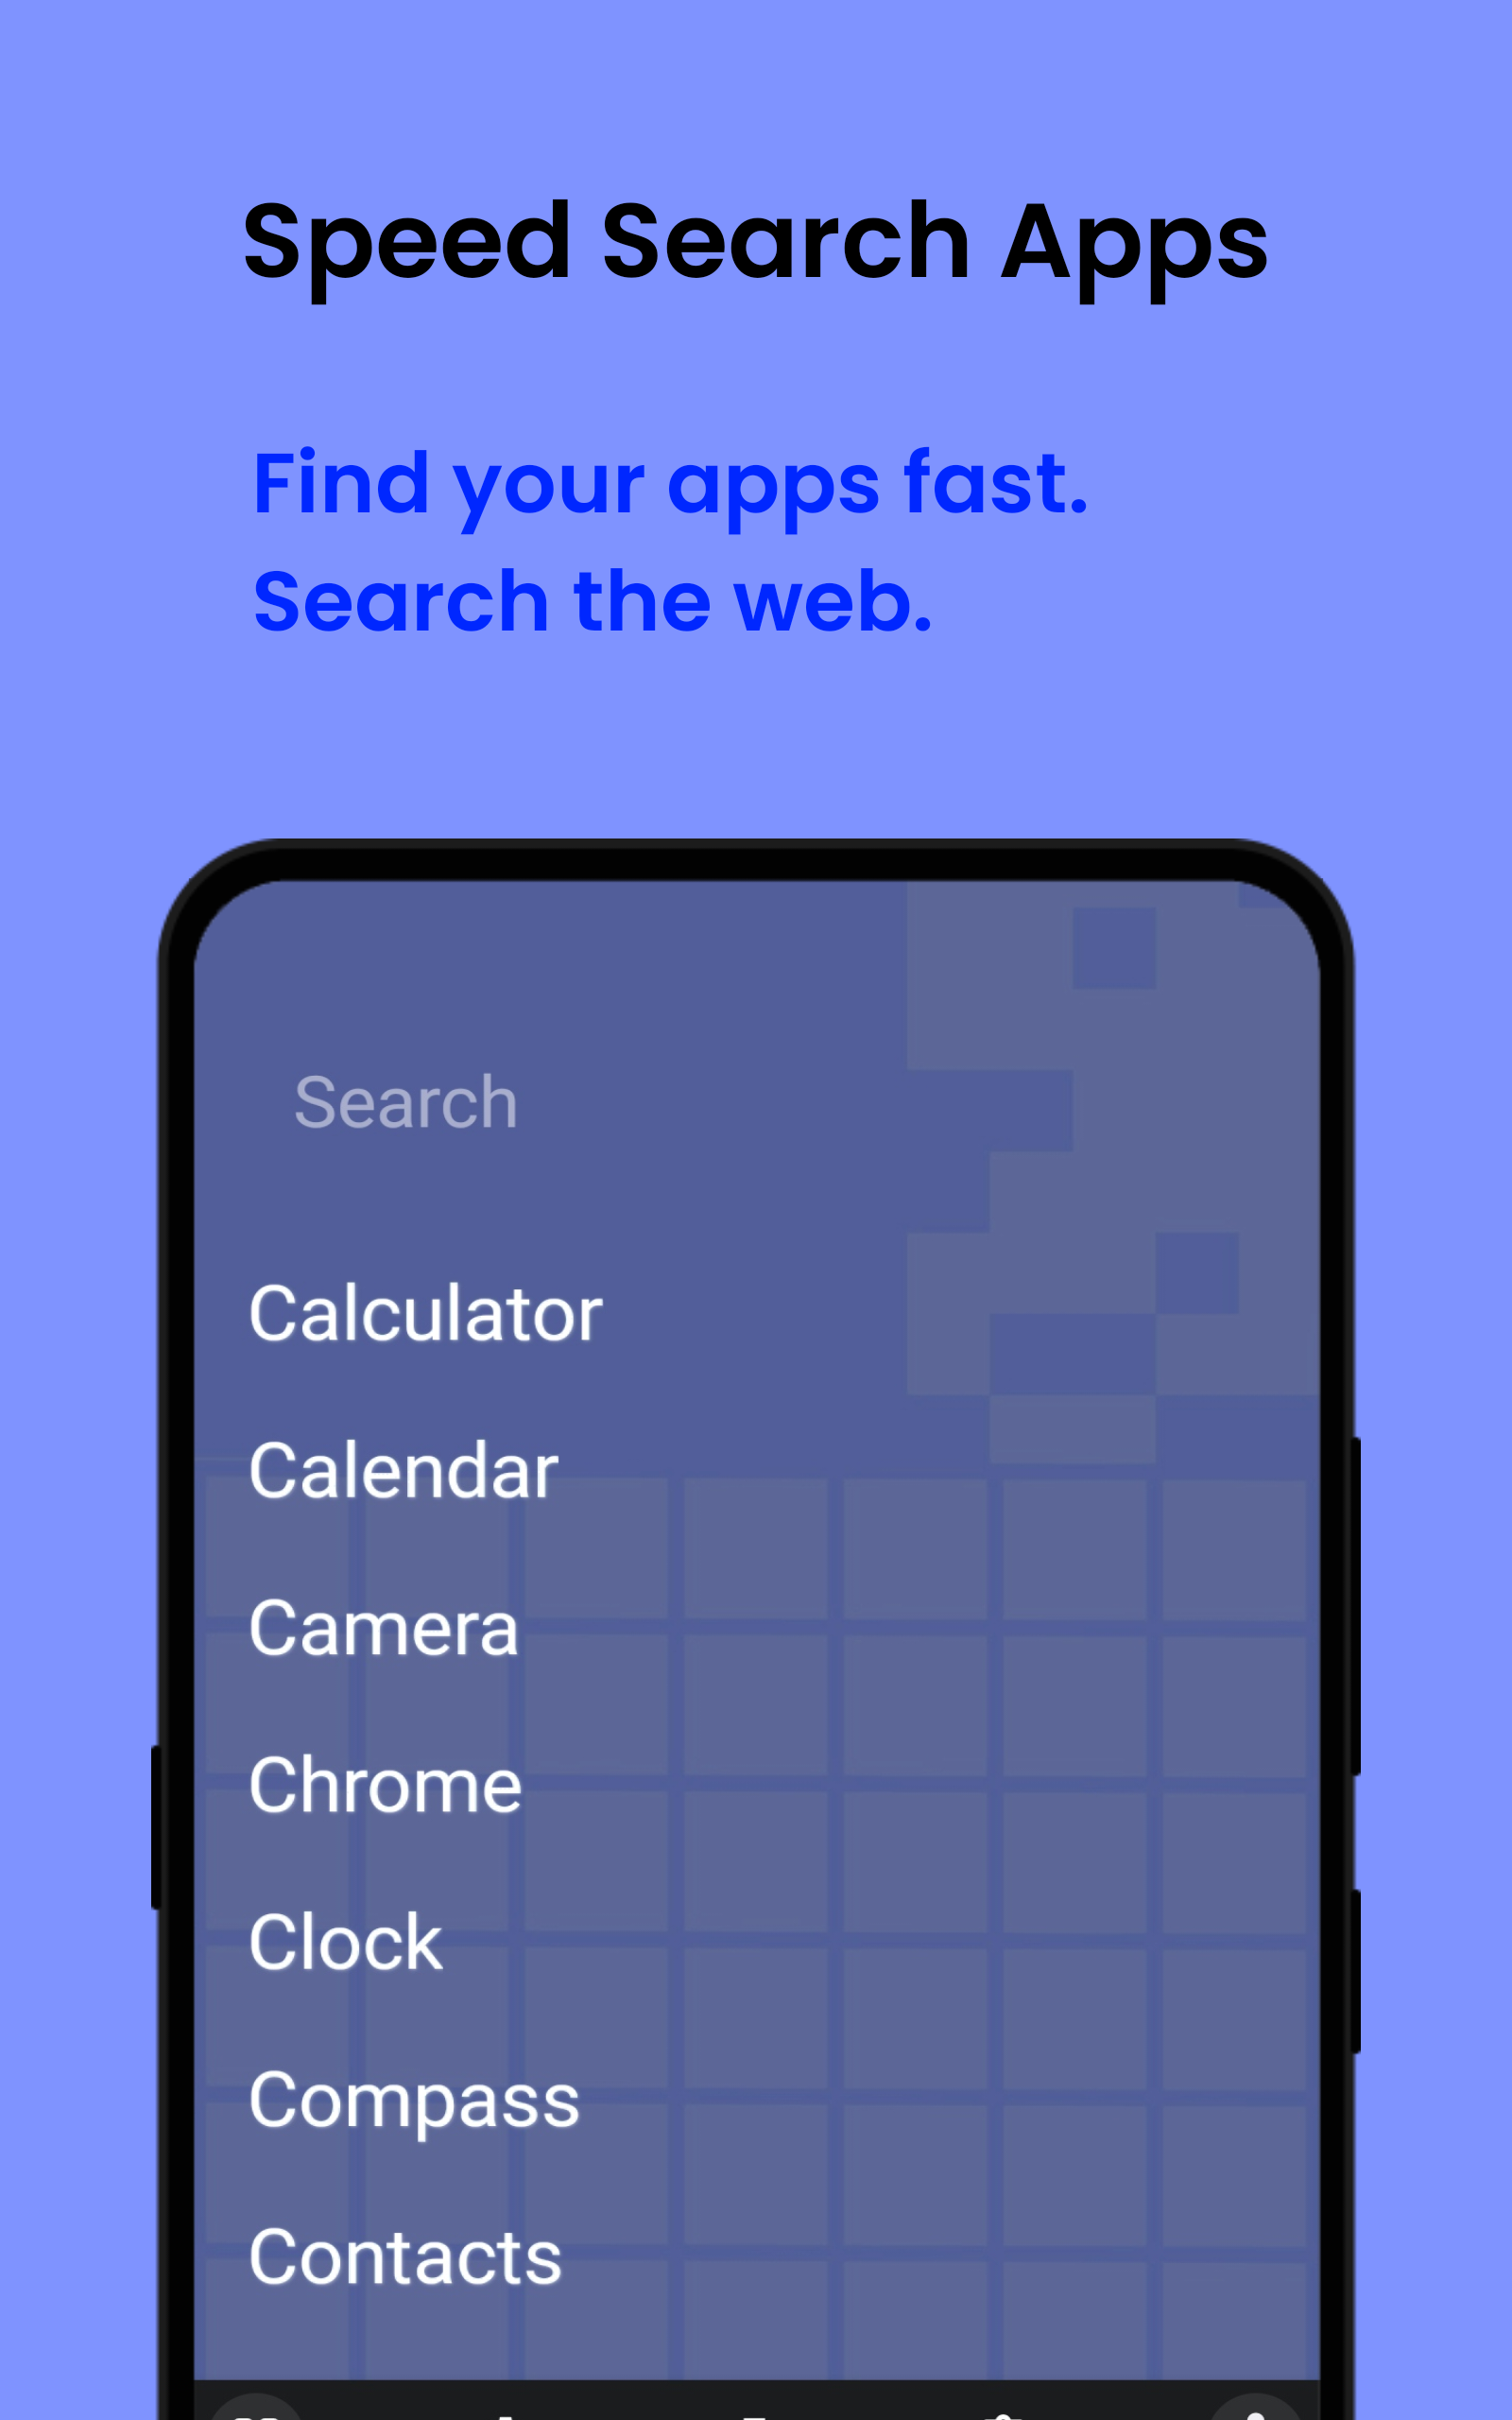 Speed Search Apps
Find your apps fast.
Search the web.
Search
Calculator
Calendar
Camera
Chrome
Clock
Compass
Contacts